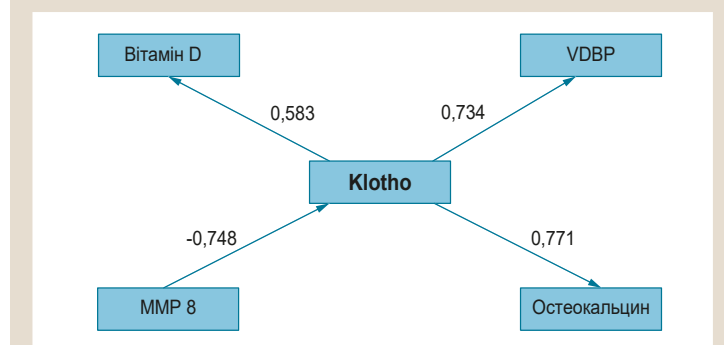 Вітамін D
VDBP
0,583
0,734
Klotho
-0,748
0,771
MMP 8
Остеокальцин